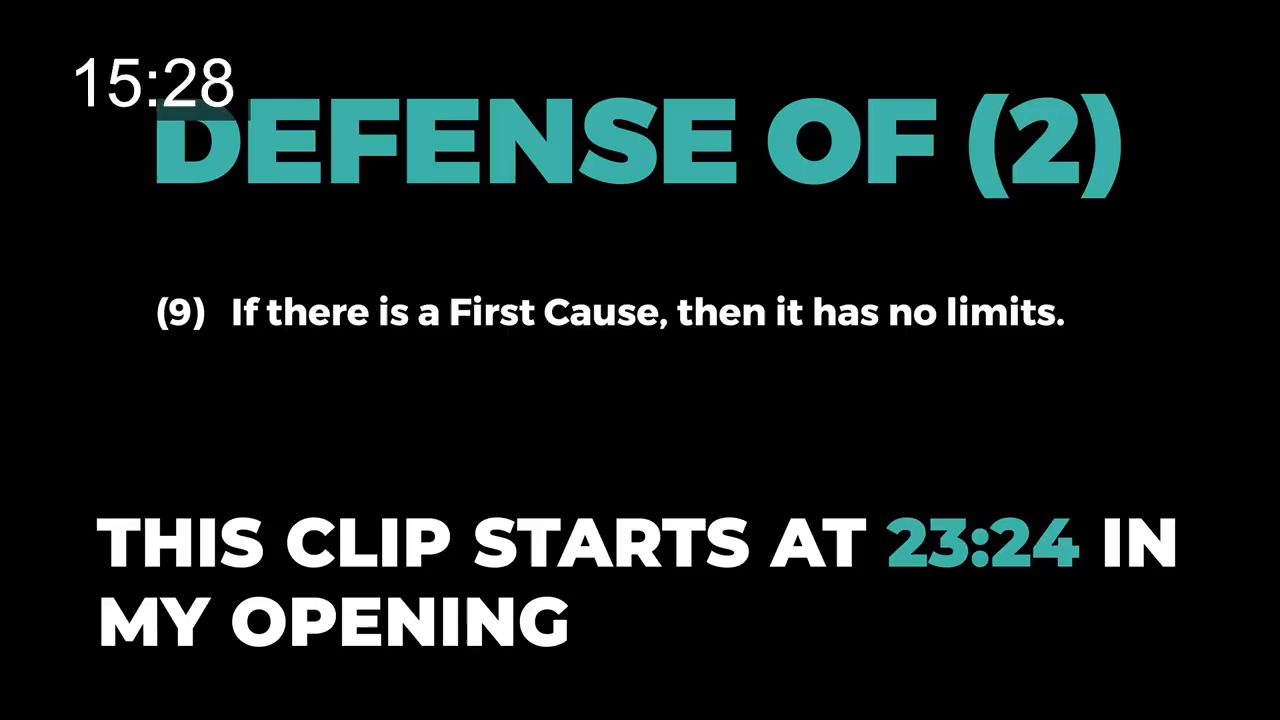 15:28
DEFENSE OF (2)
(9) If there is a First Cause, then it has no limits.
THIS CLIP STARTS AT 23:24 IN
MY OPENING